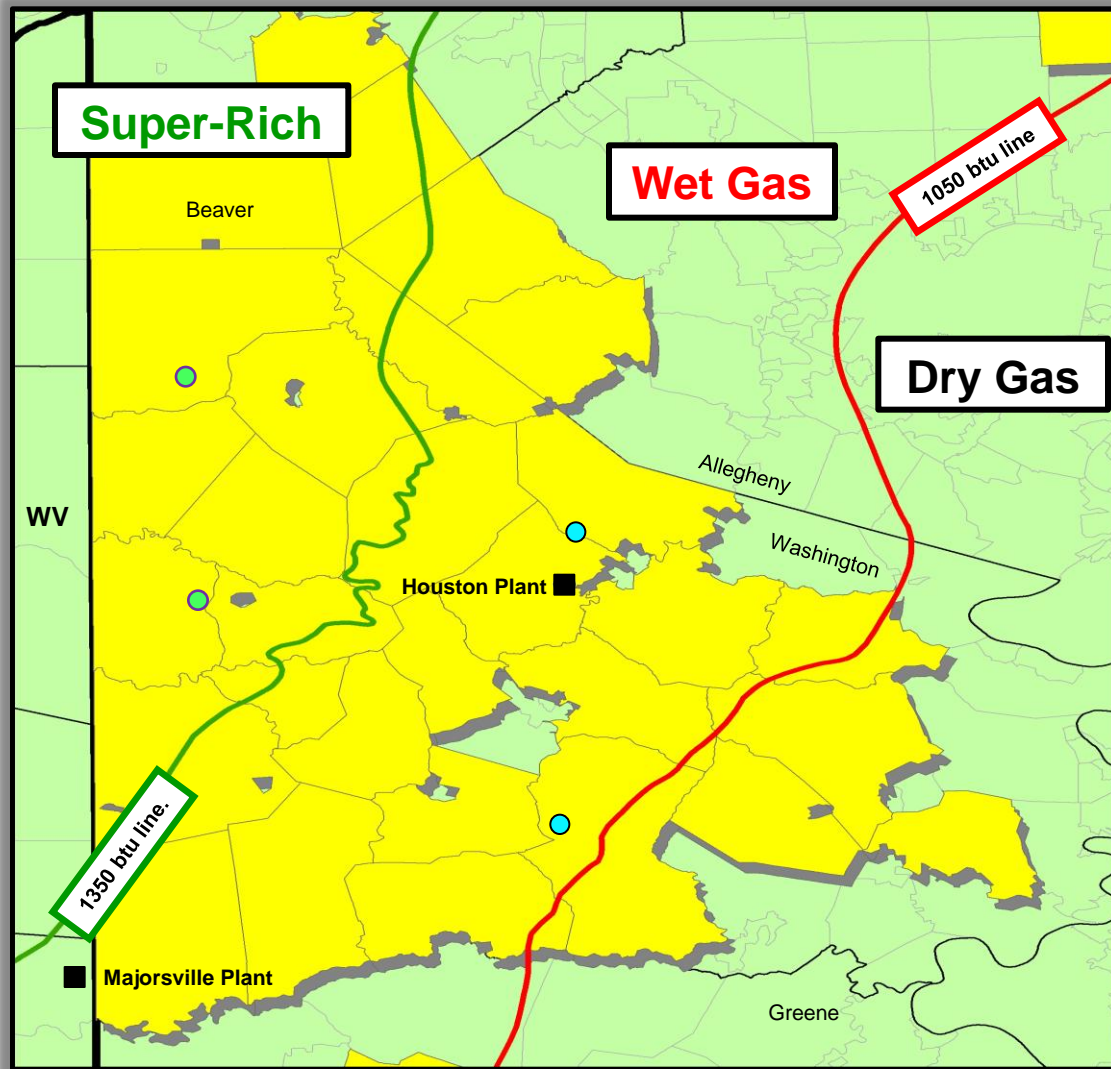 Super-Rich
Wet Gas
1050 btu line
Beaver
Dry Gas
Allegheny
WV
Washington
Houston Plant
1350 btu line.
Majorsville Plant
Greene